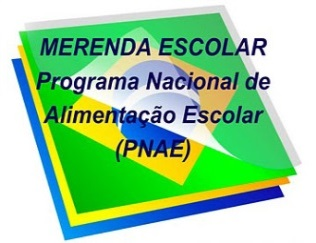 MERENDA ESCOLAR
Programa Nacional de
Alimentação Escolar
(PNAE)